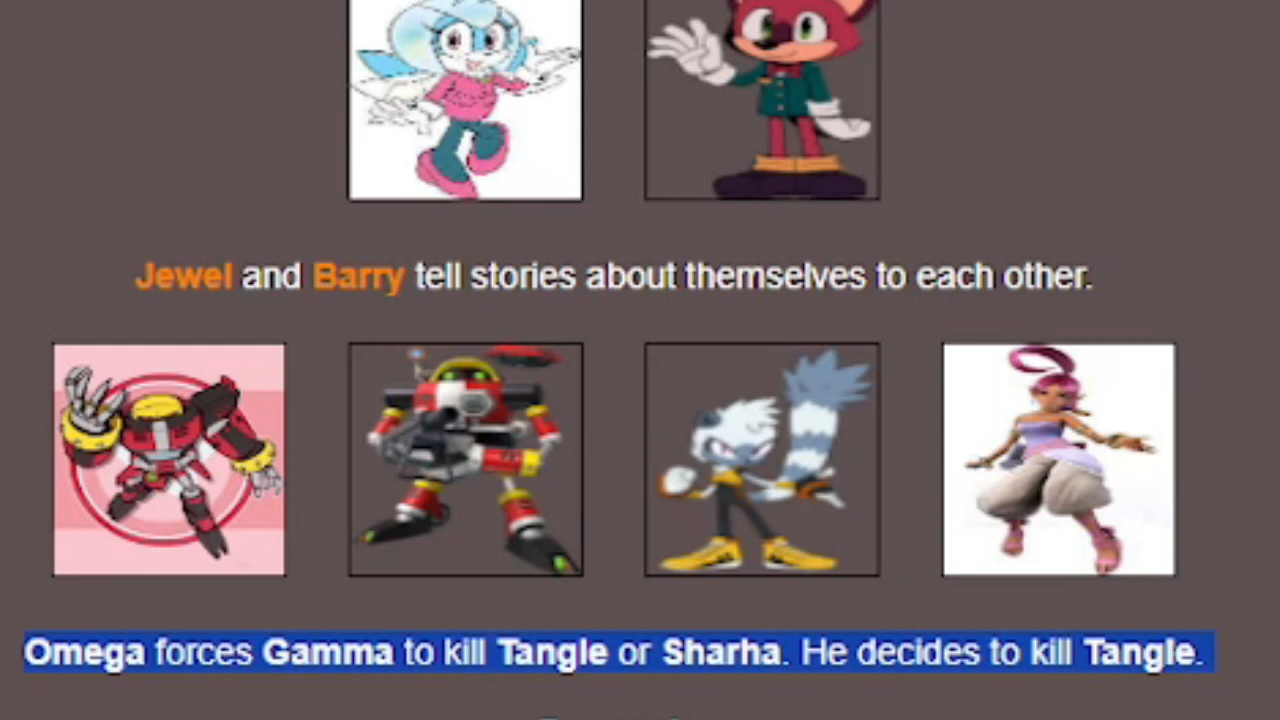 Jewel and Barry tell stories about themselves to each other.
Omega forces Gamma to kill Tangle or Sharha. He decides to kill Tangle.